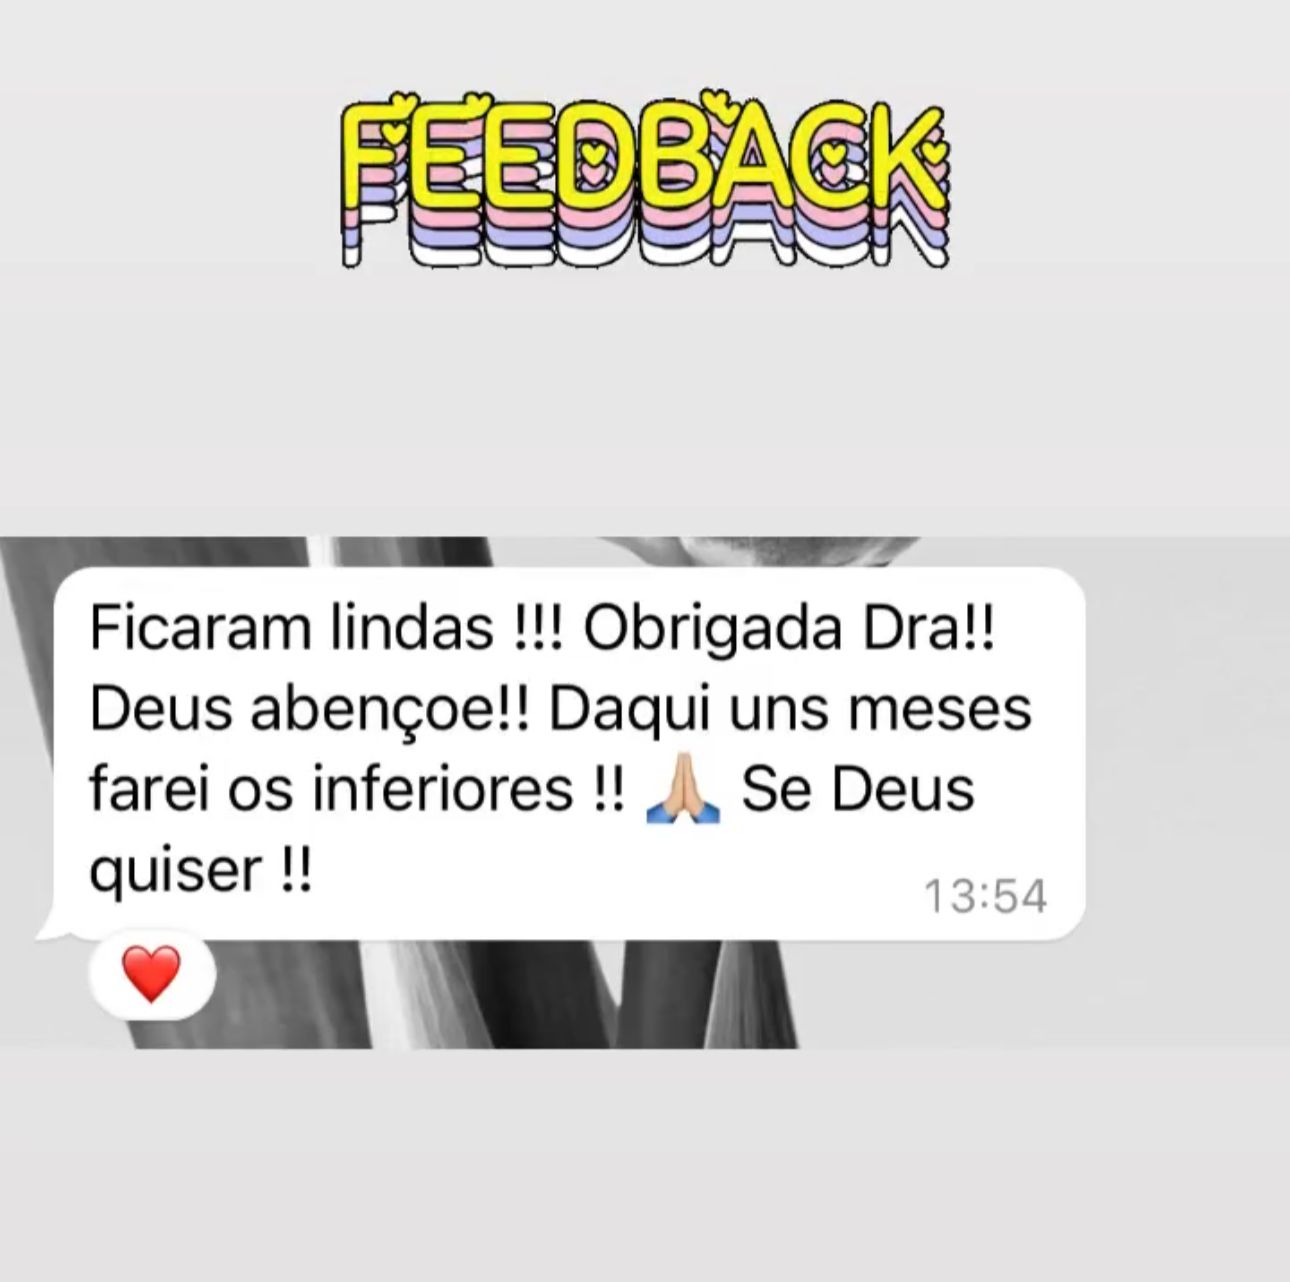 FEEDBACK
Ficaram lindas !!! Obrigada Dra!!
Deus abençoe!! Daqui uns meses
farei os inferiores !! 🙏🏼 Se Deus
quiser !!
13:54